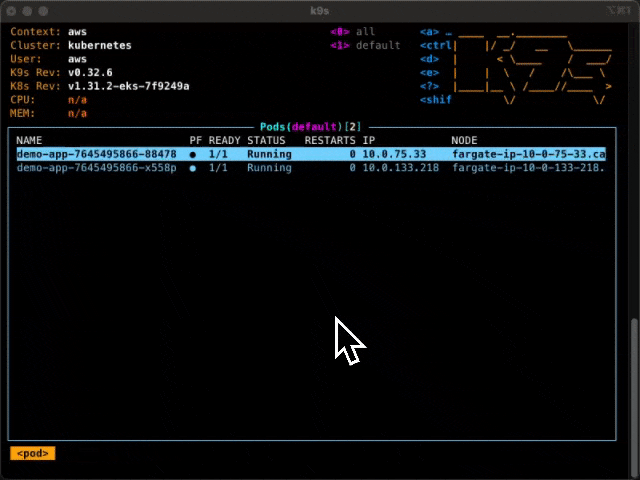 k9s
Context: aws <0> all <a> …
Cluster: kubernetes <1> default <ctrl
User: aws <d>
K9s Rev: v0.32.6 <e>
K8s Rev: v1.31.2-eks-7f9249a <?>
CPU: n/a <shif
MEM: n/a
Pods(default)[2]
NAME PF READY STATUS RESTARTS IP NODE
demo-app-7645495866-88478 ● 1/1 Running 0 10.0.75.33 fargate-ip-10-0-75-33.ca
demo-app-7645495866-x558p ● 1/1 Running 0 10.0.133.218 fargate-ip-10-0-133-218.
<pod>